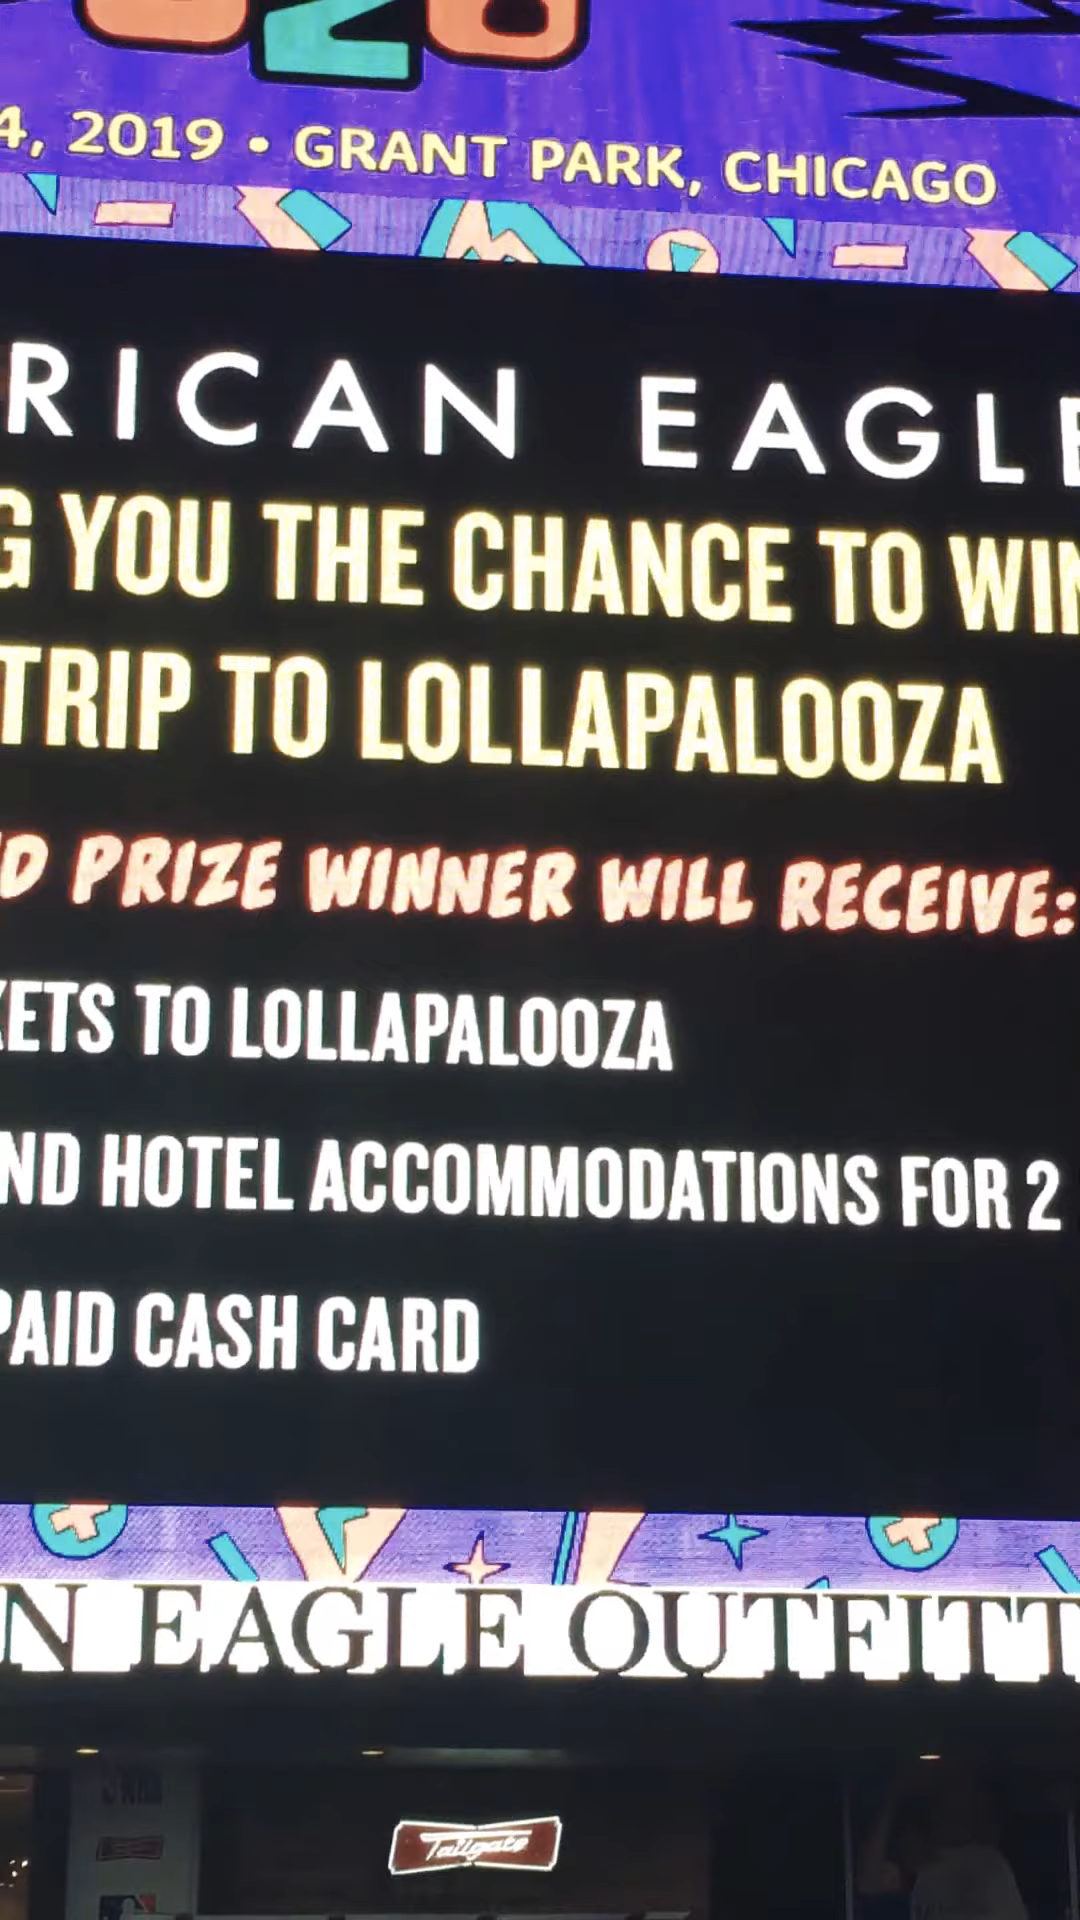 4, 2019 • GRANT PARK, CHICAGO
RICAN EAGLE
G YOU THE CHANCE TO WIN
TRIP TO LOLLAPALOOZA
D PRIZE WINNER WILL RECEIVE:
KETS TO LOLLAPALOOZA
ND HOTEL ACCOMMODATIONS FOR 2
PAID CASH CARD
N EAGLE OUTFITT
Tailgate